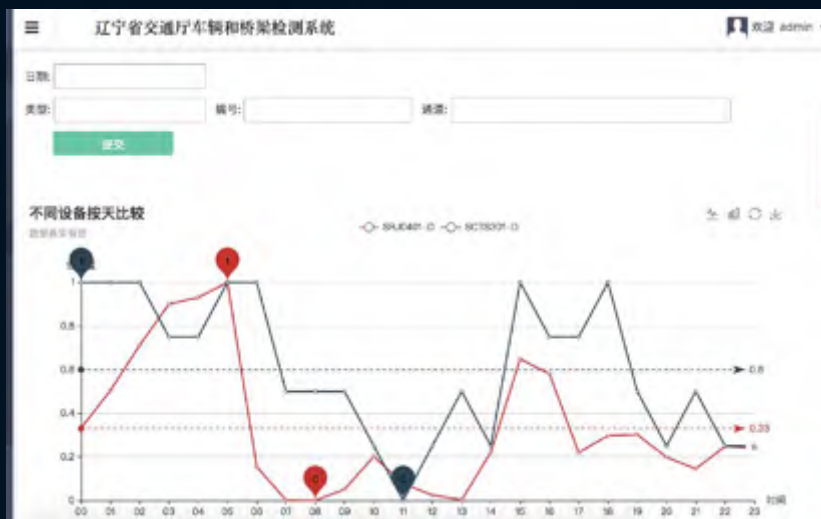 辽宁省交通厅车辆和桥梁检测系统
欢迎 admin
日期:
类型: 编号: 通道:
提交
不同设备按天比较
1 1
1
0.8
0.6 0.6
0.4
0.33
0.2
0 0
0
时间
00 01 02 03 04 05 06 07 08 09 10 11 12 13 14 15 16 17 18 19 20 21 22 23